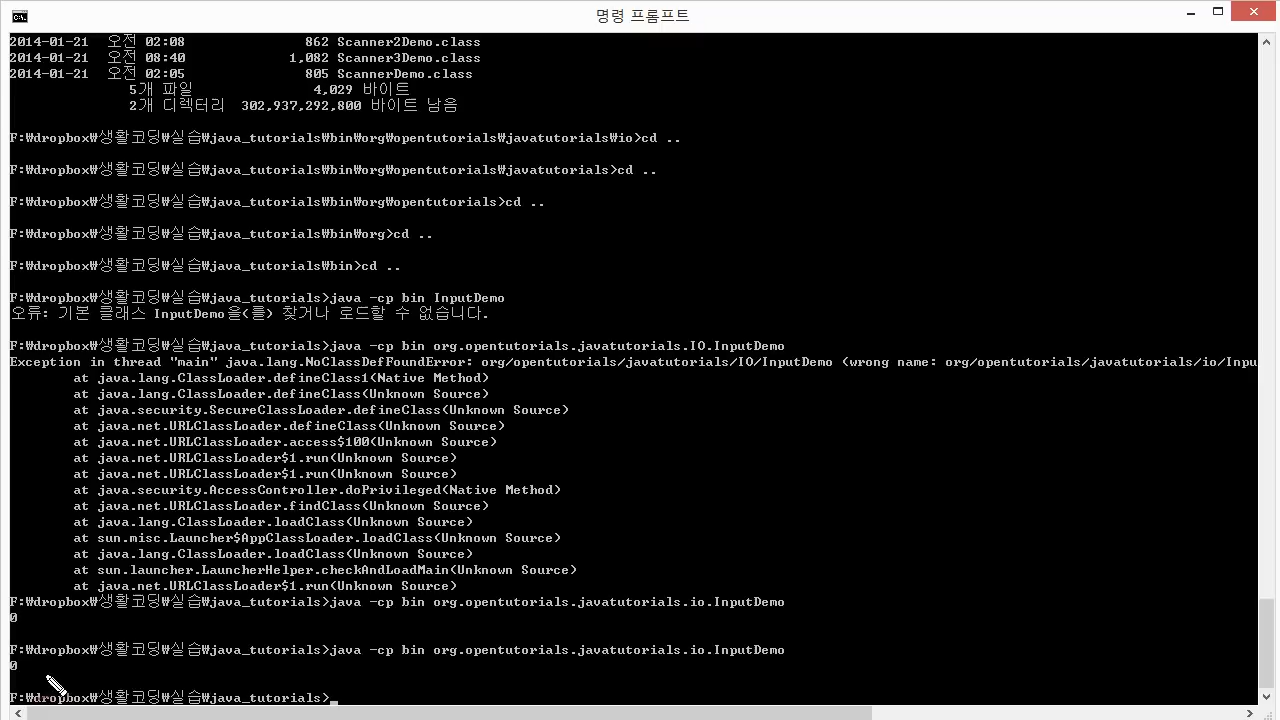 명령 프롬프트
2014-01-21  오전 02:08               862 Scanner2Demo.class
2014-01-21  오전 08:40             1,082 Scanner3Demo.class
2014-01-21  오전 02:05               805 ScannerDemo.class
5개 파일               4,029 바이트
2개 디렉터리  302,937,292,800 바이트 남음
F:₩dropbox₩생활코딩₩실습₩java_tutorials₩bin₩org₩opentutorials₩javatutorials₩io>cd ..
F:₩dropbox₩생활코딩₩실습₩java_tutorials₩bin₩org₩opentutorials₩javatutorials>cd ..
F:₩dropbox₩생활코딩₩실습₩java_tutorials₩bin₩org₩opentutorials>cd ..
F:₩dropbox₩생활코딩₩실습₩java_tutorials₩bin₩org>cd ..
F:₩dropbox₩생활코딩₩실습₩java_tutorials₩bin>cd ..
F:₩dropbox₩생활코딩₩실습₩java_tutorials>java -cp bin InputDemo
오류: 기본 클래스 InputDemo을(를) 찾거나 로드할 수 없습니다.
F:₩dropbox₩생활코딩₩실습₩java_tutorials>java -cp bin org.opentutorials.javatutorials.IO.InputDemo
Exception in thread "main" java.lang.NoClassDefFoundError: org/opentutorials/javatutorials/IO/InputDemo (wrong name: org/opentutorials/javatutorials/io/Inpu
at java.lang.ClassLoader.defineClass1(Native Method)
at java.lang.ClassLoader.defineClass(Unknown Source)
at java.security.SecureClassLoader.defineClass(Unknown Source)
at java.net.URLClassLoader.defineClass(Unknown Source)
at java.net.URLClassLoader.access$100(Unknown Source)
at java.net.URLClassLoader$1.run(Unknown Source)
at java.net.URLClassLoader$1.run(Unknown Source)
at java.security.AccessController.doPrivileged(Native Method)
at java.net.URLClassLoader.findClass(Unknown Source)
at java.lang.ClassLoader.loadClass(Unknown Source)
at sun.misc.Launcher$AppClassLoader.loadClass(Unknown Source)
at java.lang.ClassLoader.loadClass(Unknown Source)
at sun.launcher.LauncherHelper.checkAndLoadMain(Unknown Source)
at java.net.URLClassLoader$1.run(Unknown Source)
F:₩dropbox₩생활코딩₩실습₩java_tutorials>java -cp bin org.opentutorials.javatutorials.io.InputDemo
0
F:₩dropbox₩생활코딩₩실습₩java_tutorials>java -cp bin org.opentutorials.javatutorials.io.InputDemo
0
F:₩dropbox₩생활코딩₩실습₩java_tutorials>